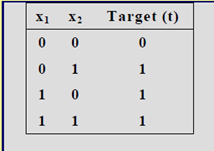 x₁ x₂ Target (t)
0 0 0
0 1 1
1 0 1
1 1 1